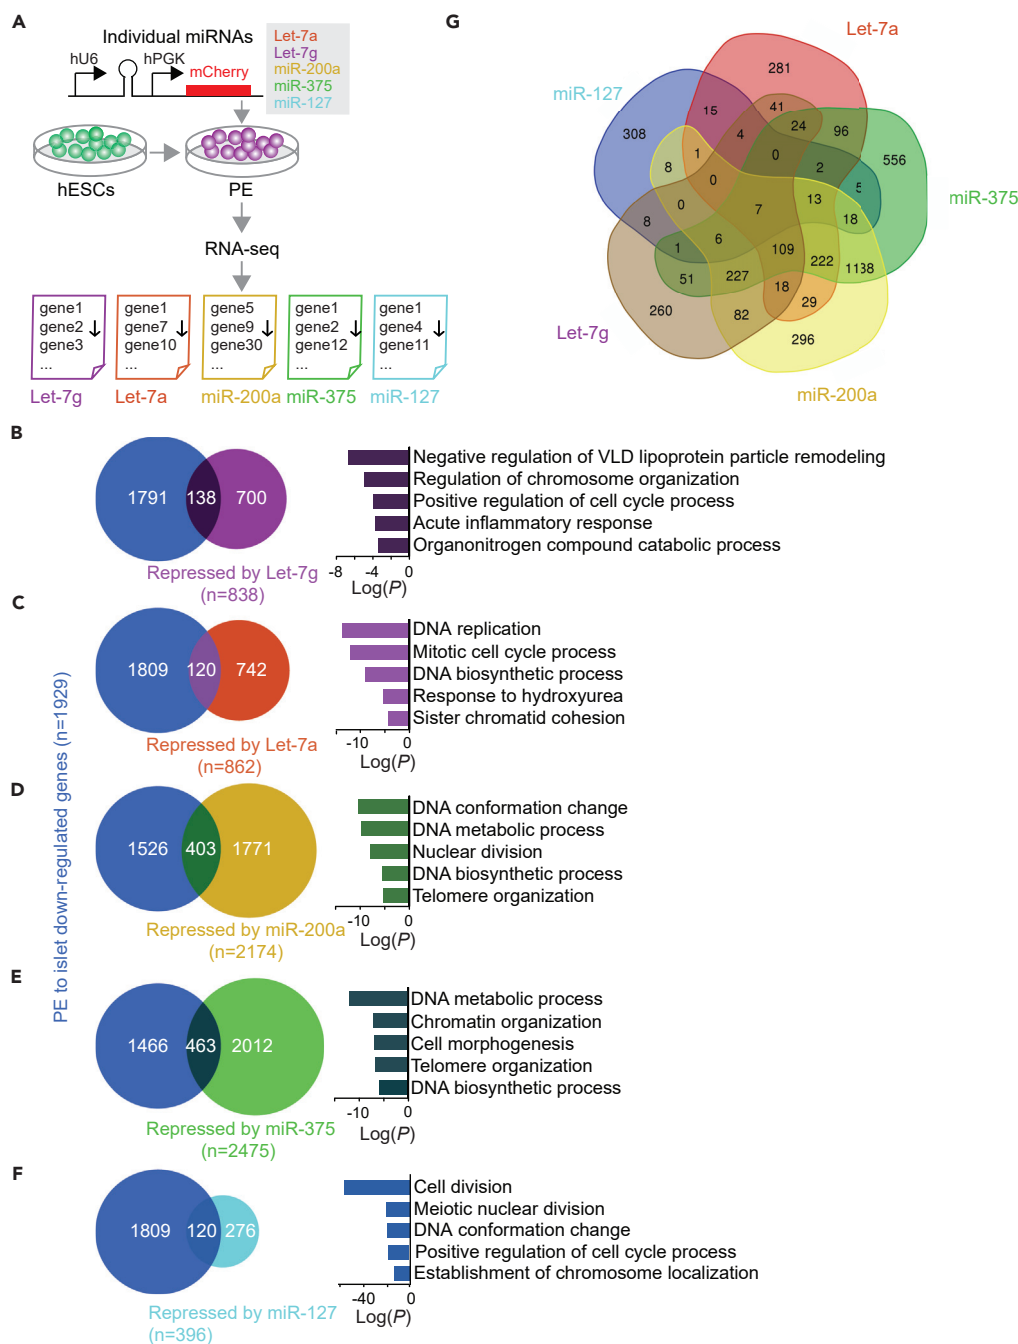 A
Individual miRNAs
hU6
hPGK
mCherry
Let-7a
Let-7g
miR-200a
miR-375
miR-127
hESCs
PE
RNA-seq
gene1
gene2
gene3
...
Let-7g
gene1
gene7
gene10
...
Let-7a
gene5
gene9
gene30
...
miR-200a
gene1
gene2
gene12
...
miR-375
gene1
gene4
gene11
...
miR-127
G
Let-7a
miR-127
miR-375
Let-7g
miR-200a
281
15
41
308
4
24
96
556
8
1
0
2
5
0
0
7
13
18
8
1
6
109
222
1138
51
227
18
29
260
82
296
B
1791
138
700
Repressed by Let-7g
(n=838)
Negative regulation of VLD lipoprotein particle remodeling
Regulation of chromosome organization
Positive regulation of cell cycle process
Acute inflammatory response
Organonitrogen compound catabolic process
-8
-4
0
Log(P)
PE to islet down-regulated genes (n=1929)
C
1809
120
742
Repressed by Let-7a
(n=862)
DNA replication
Mitotic cell cycle process
DNA biosynthetic process
Response to hydroxyurea
Sister chromatid cohesion
-10
0
Log(P)
D
1526
403
1771
Repressed by miR-200a
(n=2174)
DNA conformation change
DNA metabolic process
Nuclear division
DNA biosynthetic process
Telomere organization
-10
0
Log(P)
E
1466
463
2012
Repressed by miR-375
(n=2475)
DNA metabolic process
Chromatin organization
Cell morphogenesis
Telomere organization
DNA biosynthetic process
-10
0
Log(P)
F
1809
120
276
Repressed by miR-127
(n=396)
Cell division
Meiotic nuclear division
DNA conformation change
Positive regulation of cell cycle process
Establishment of chromosome localization
-40
0
Log(P)